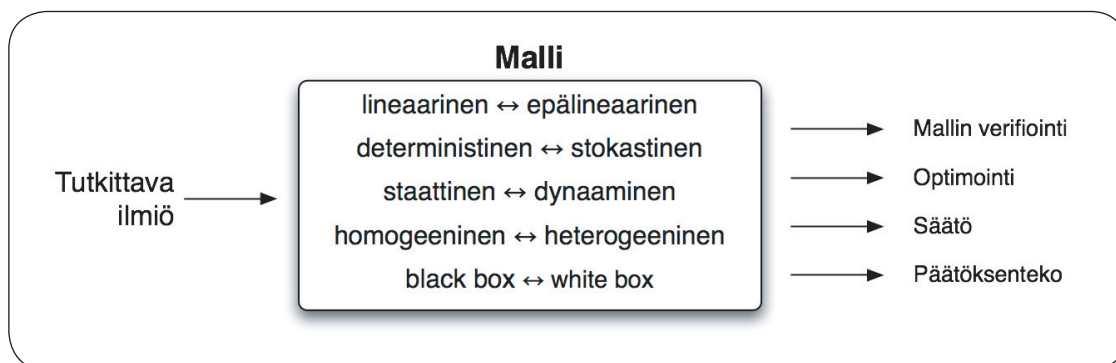 Malli
Tutkittava
ilmiö
lineaarinen ↔ epälineaarinen
deterministinen ↔ stokastinen
staattinen ↔ dynaaminen
homogeeninen ↔ heterogeeninen
black box ↔ white box
Mallin verifiointi
Optimointi
Säätö
Päätöksenteko